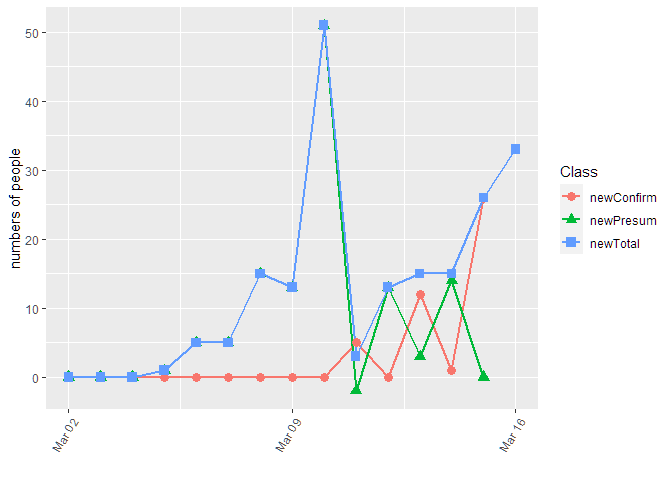 numbers of people
50
40
30
20
10
0
Mar 02
Mar 09
Mar 16
Class
newConfirm
newPresum
newTotal